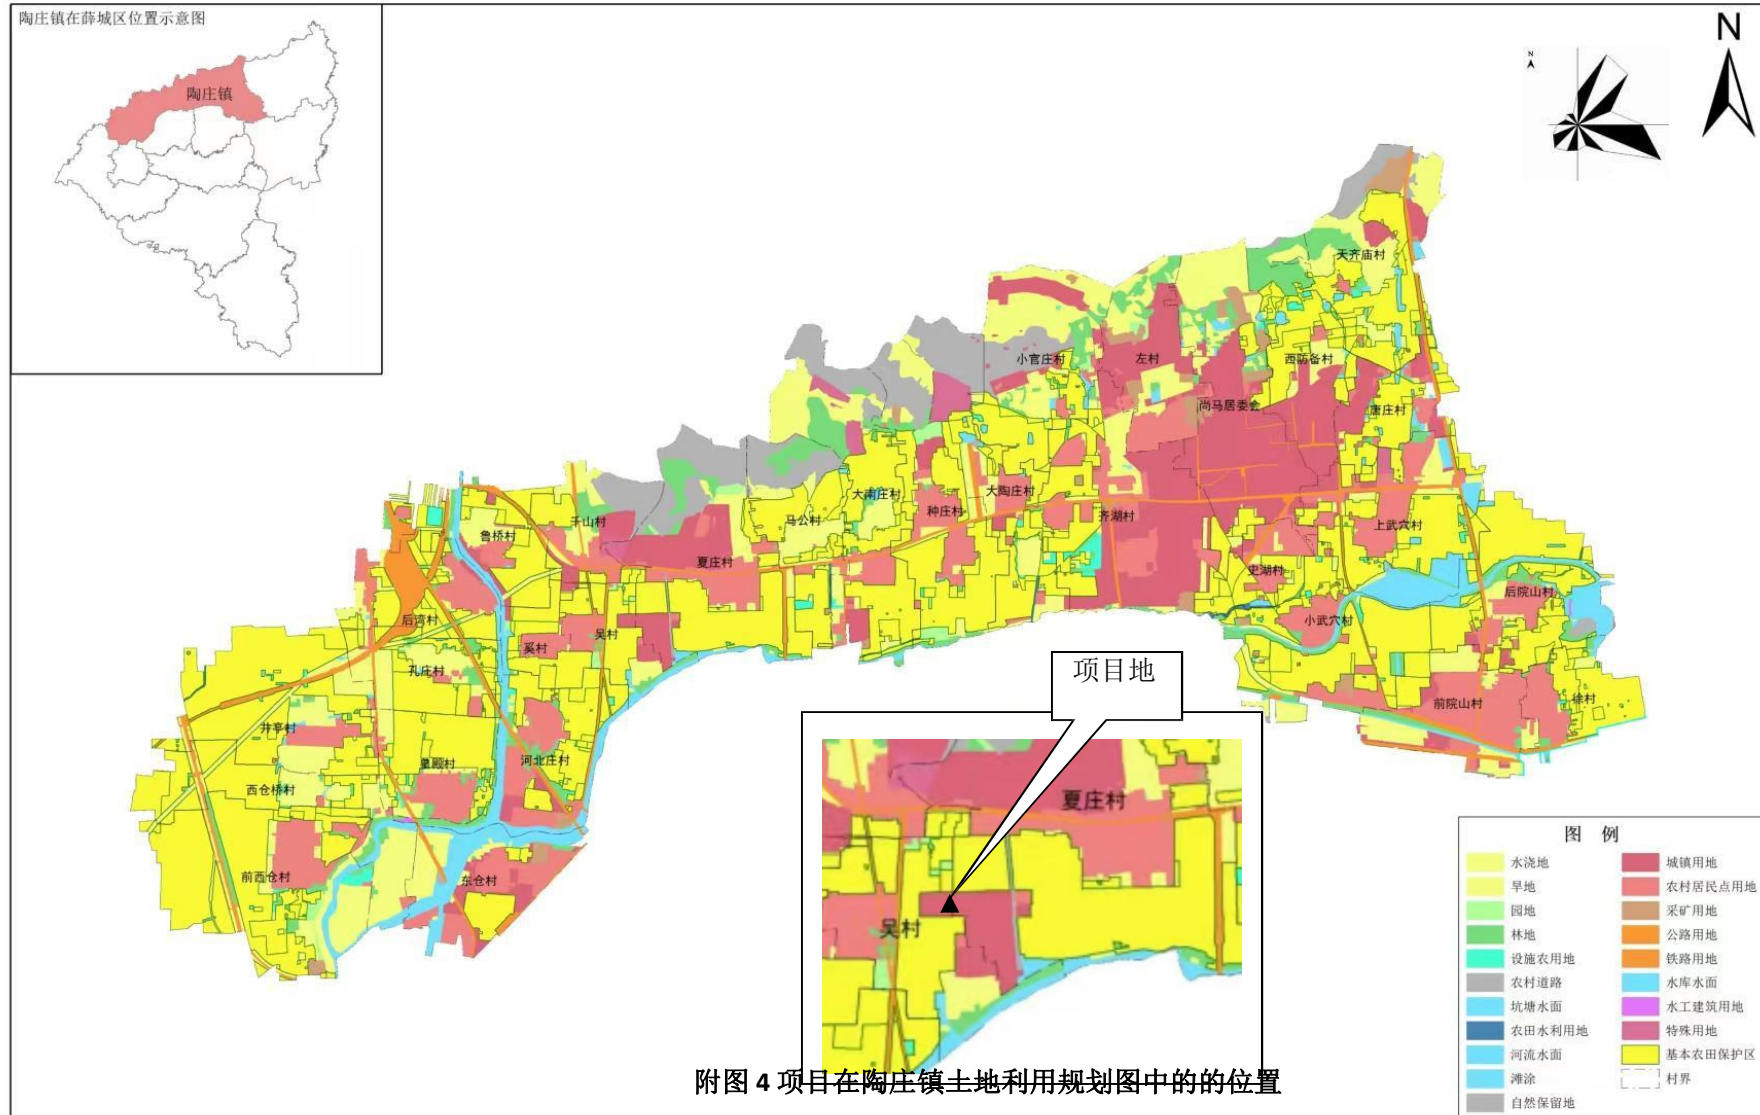 陶庄镇在薛城区位置示意图
陶庄镇
N
N
天齐庙村
小官庄村
左村
西防备村
尚马居委会
唐庄村
大南庄村
大陶庄村
种庄村
马公村
齐湖村
上武穴村
千山村
鲁桥村
夏庄村
史湖村
后院山村
小武穴村
后湾村
吴村
奚村
孔庄村
项目地
前院山村
徐村
井亭村
皇殿村
河北庄村
西仓桥村
夏庄村
前西仓村
东仓村
吴村
图 例
水浇地
旱地
园地
林地
设施农用地
农村道路
坑塘水面
农田水利用地
河流水面
滩涂
自然保留地
城镇用地
农村居民点用地
采矿用地
公路用地
铁路用地
水库水面
水工建筑用地
特殊用地
基本农田保护区
村界
附图 4 项目在陶庄镇土地利用规划图中的的位置